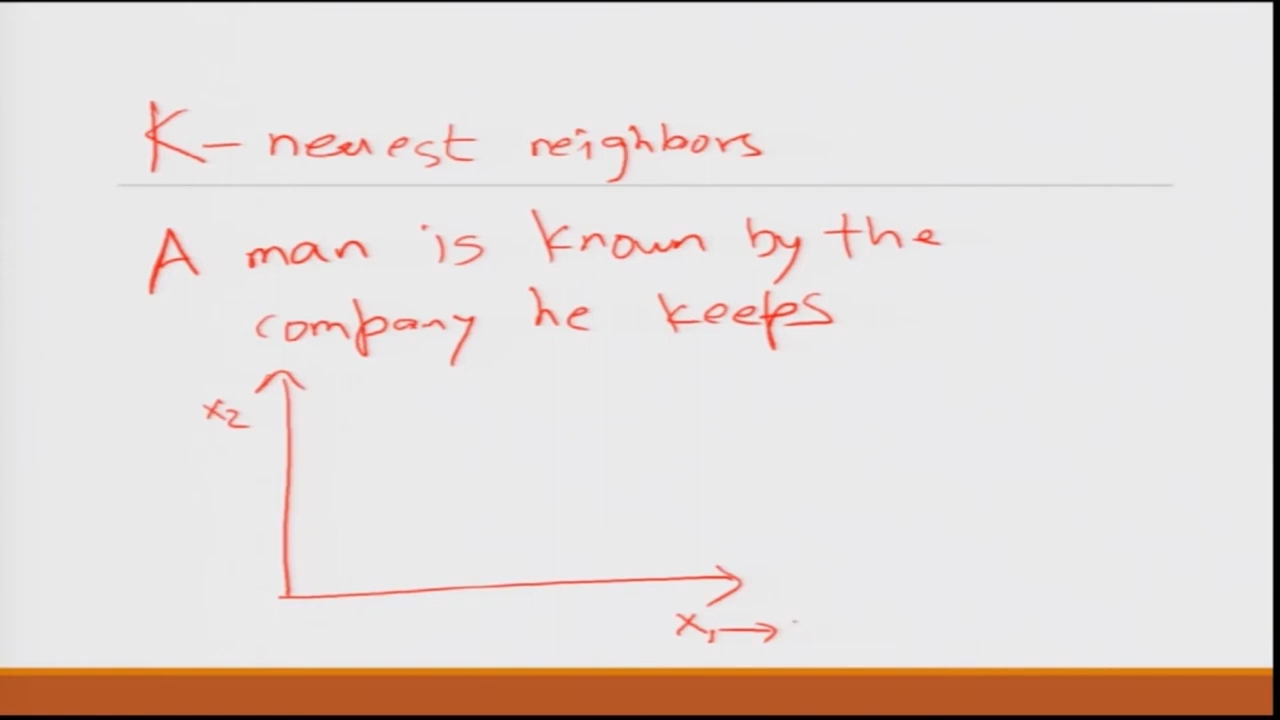 K- nearest neighbors
A man is known by the
company he keeps
x2
x1→